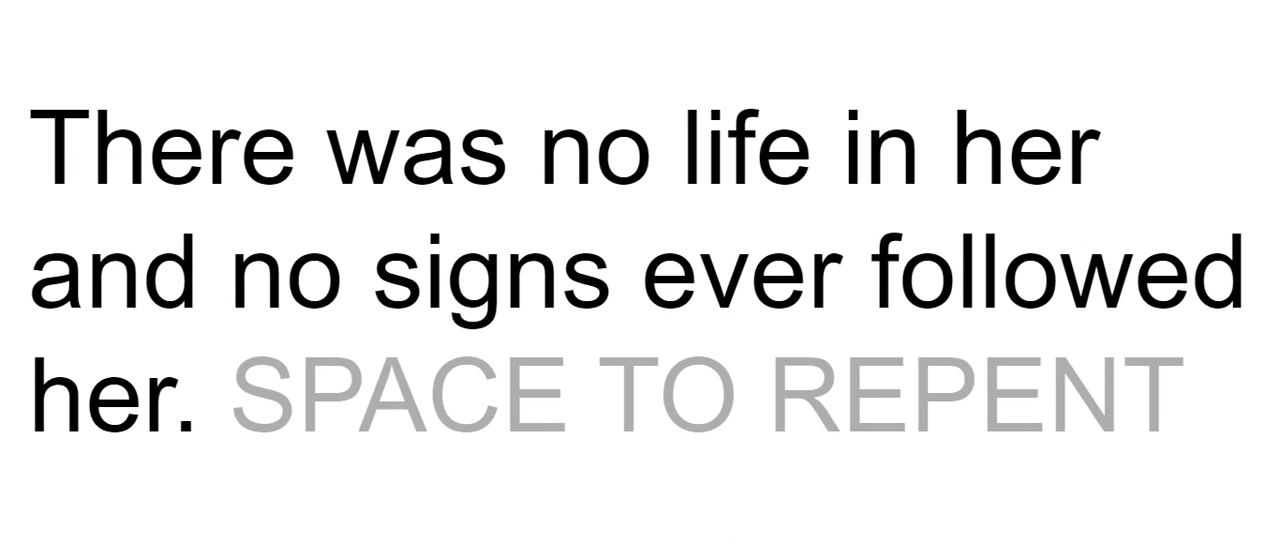 There was no life in her
and no signs ever followed
her. SPACE TO REPENT